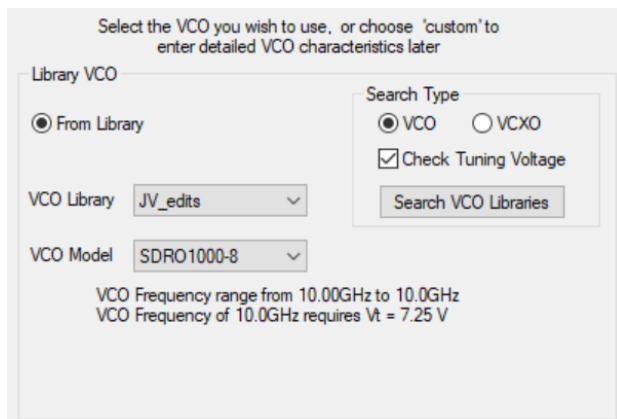 Select the VCO you wish to use, or choose 'custom' to
enter detailed VCO characteristics later
Library VCO
From Library
Search Type
VCO
VCXO
Check Tuning Voltage
Search VCO Libraries
VCO Library
JV_edits
VCO Model
SDRO1000-8
VCO Frequency range from 10.00GHz to 10.0GHz
VCO Frequency of 10.0GHz requires Vt = 7.25 V